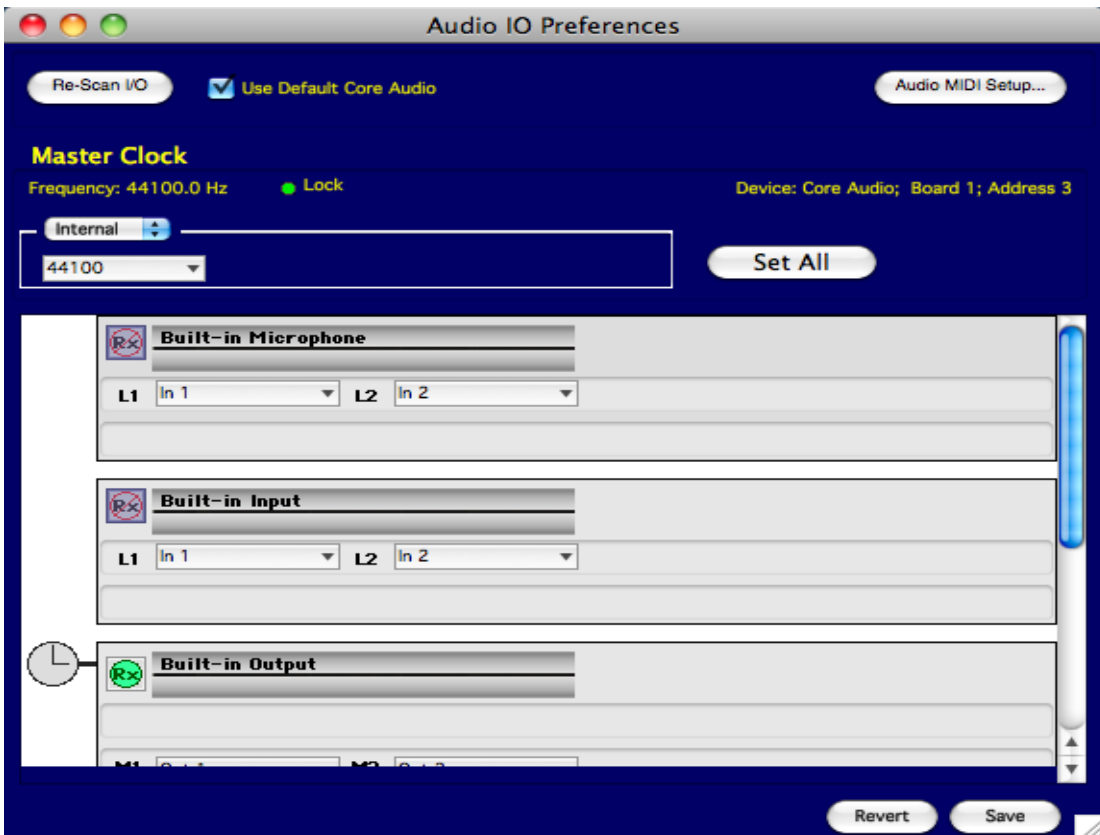 Audio IO Preferences
Re-Scan I/O Use Default Core Audio Audio MIDI Setup...
Master Clock
Frequency: 44100.0 Hz Lock Device: Core Audio; Board 1; Address 3
Internal
44100 Set All
Rx Built-in Microphone
L1 In 1 L2 In 2
Rx Built-in Input
L1 In 1 L2 In 2
Rx Built-in Output
Revert Save